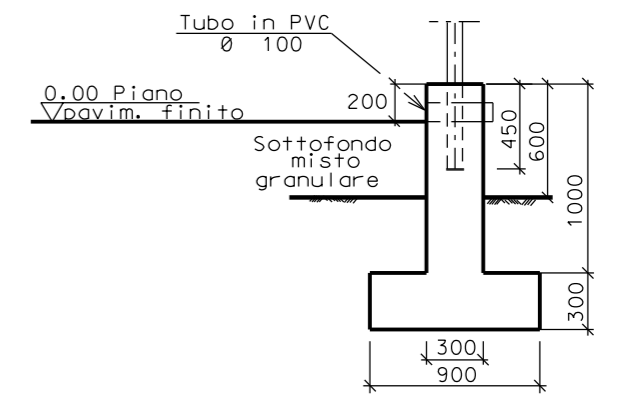 Tubo in PVC
Ø 100
0.00 Piano
pavim. finito
200
450
600
Sottofondo
misto
granulare
1000
300
300
900